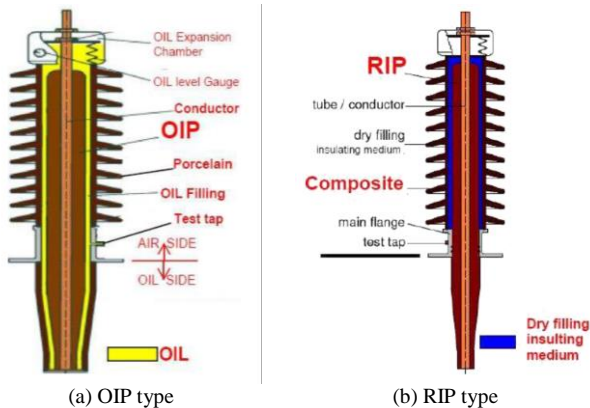 OIL Expansion
Chamber
OIL level Gauge
Conductor
OIP
Porcelain
OIL Filling
Test tap
AIR SIDE
OIL SIDE
OIL
(a) OIP type
RIP
tube / conductor
dry filling
insulating medium
Composite
main flange
test tap
Dry filling
insulting
medium
(b) RIP type